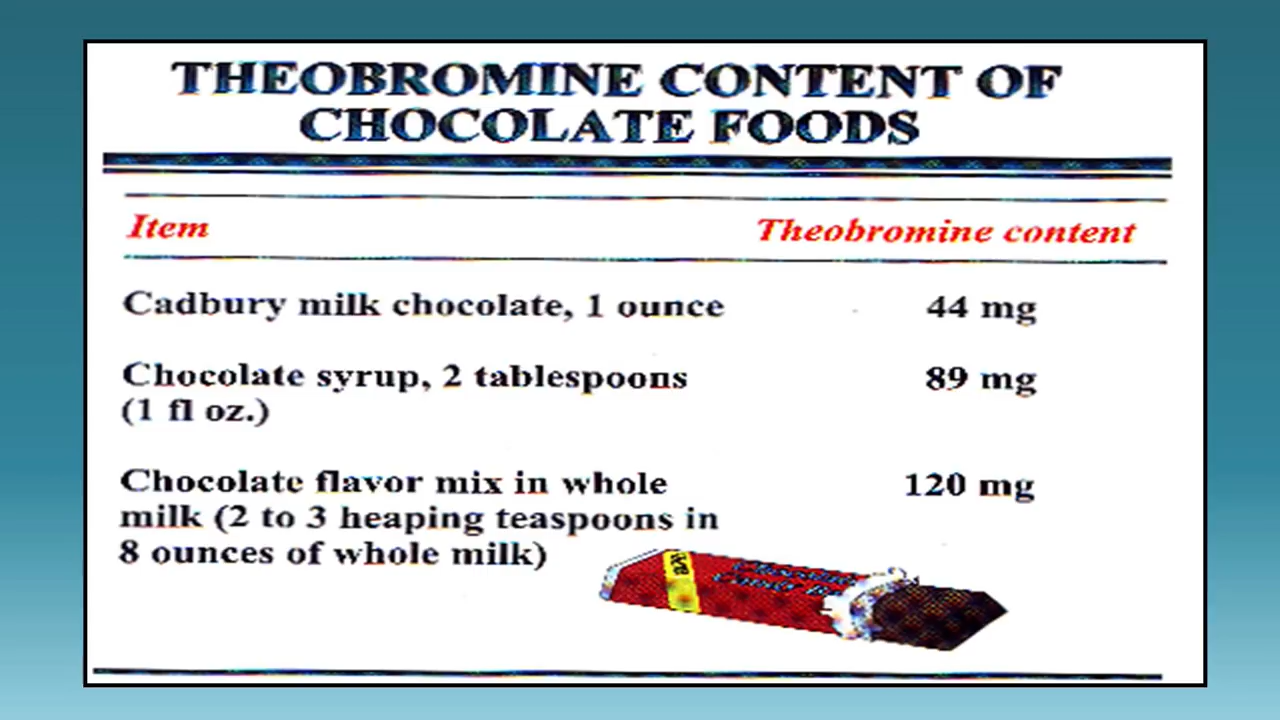 THEOBROMINE CONTENT OF
CHOCOLATE FOODS
Item Theobromine content
Cadbury milk chocolate, 1 ounce 44 mg
Chocolate syrup, 2 tablespoons 89 mg
(1 fl oz.)
Chocolate flavor mix in whole 120 mg
milk (2 to 3 heaping teaspoons in
8 ounces of whole milk)